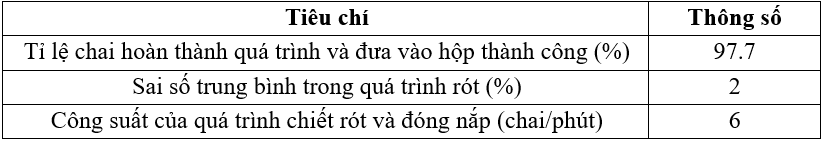 Tiêu chí Thông số
Tỉ lệ chai hoàn thành quá trình và đưa vào hộp thành công (%) 97.7
Sai số trung bình trong quá trình rót (%) 2
Công suất của quá trình chiết rót và đóng nắp (chai/phút) 6